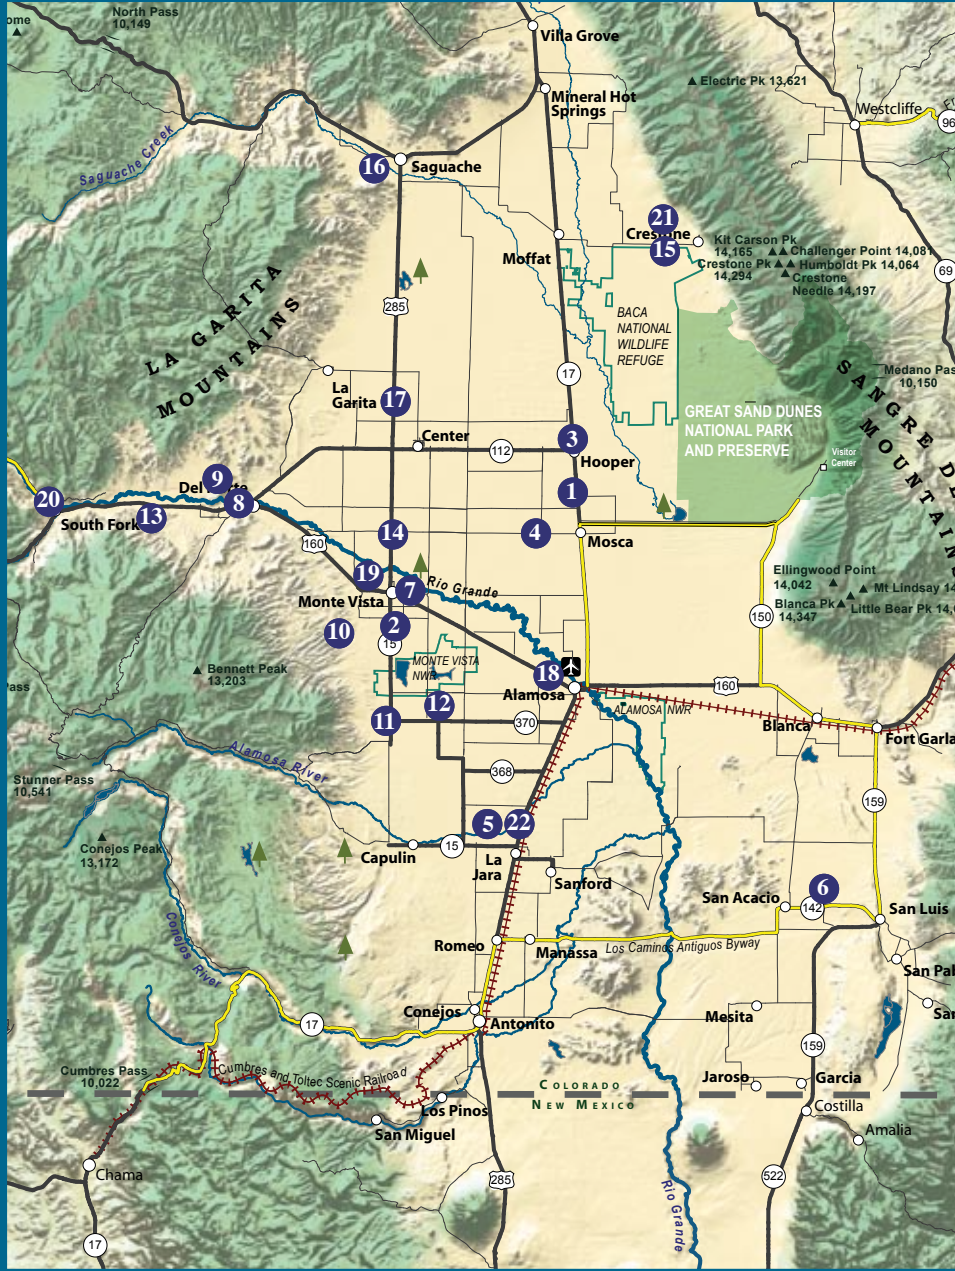 ome
North Pass
10,149
Villa Grove
Electric Pk 13,621
Mineral Hot
Springs
Westcliffe
96
Saguache Creek
16
Saguache
21
Crestone
15
Moffat
Kit Carson Pk
14,165
Challenger Point 14,081
Crestone Pk
14,294
Humboldt Pk 14,064
Crestone
Needle 14,197
69
LA GARITA
MOUNTAINS
285
BACA
NATIONAL
WILDLIFE
REFUGE
17
La
Garita
17
Medano Pas
10,150
SANGRE DE
MOUNTAINS
GREAT SAND DUNES
NATIONAL PARK
AND PRESERVE
Visitor
Center
Center
112
3
Hooper
9
8
20
South Fork
13
1
14
4
Mosca
160
19
7
Rio Grande
Monte Vista
Ellingwood Point
14,042
Mt Lindsay 14
Blanca Pk
14,347
Little Bear Pk 14,
150
10
2
15
MONTE VISTA
NWR
Bennett Peak
13,203
Pass
18
Alamosa
160
ALAMOSA NWR
12
11
370
Blanca
Fort Garla
Alamosa River
Stunner Pass
10,541
368
159
Conejos Peak
13,172
5
22
Capulin
15
La
Jara
Sanford
6
San Acacio
142
San Luis
Conejos River
Romeo
Manassa
Los Caminos Antiguos Byway
San Pa
San
Conejos
Antonito
17
Mesita
159
Cumbres Pass
10,022
Cumbres and Toltec Scenic Railroad
COLORADO
NEW MEXICO
Jaroso
Garcia
Los Pinos
Costilla
San Miguel
Amalia
Chama
285
522
Rio Grande
17